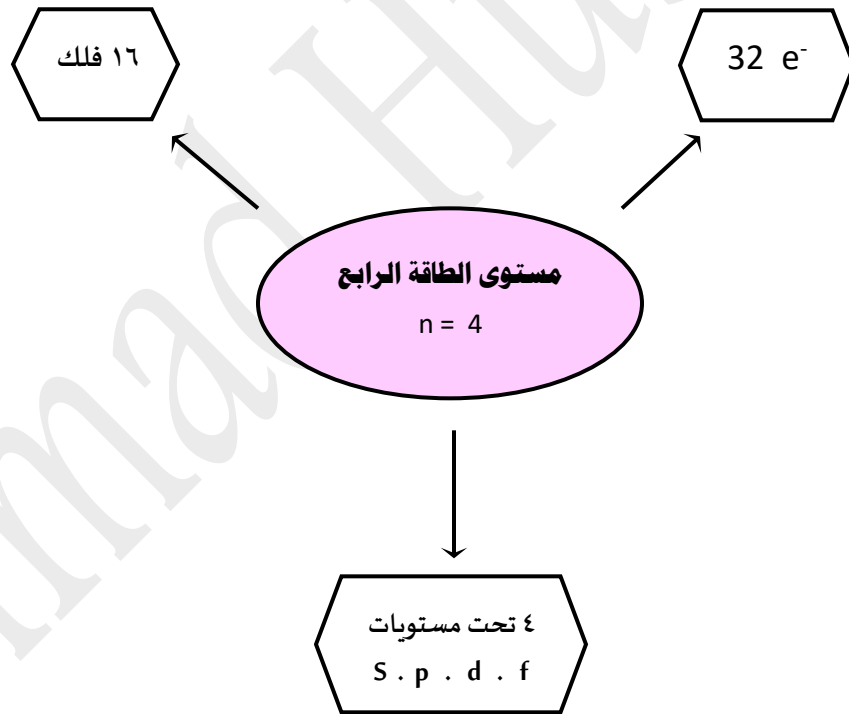 ١٦ فلك
32 e⁻
مستوى الطاقة الرابع
n = 4
٤ تحت مستويات
S . p . d . f